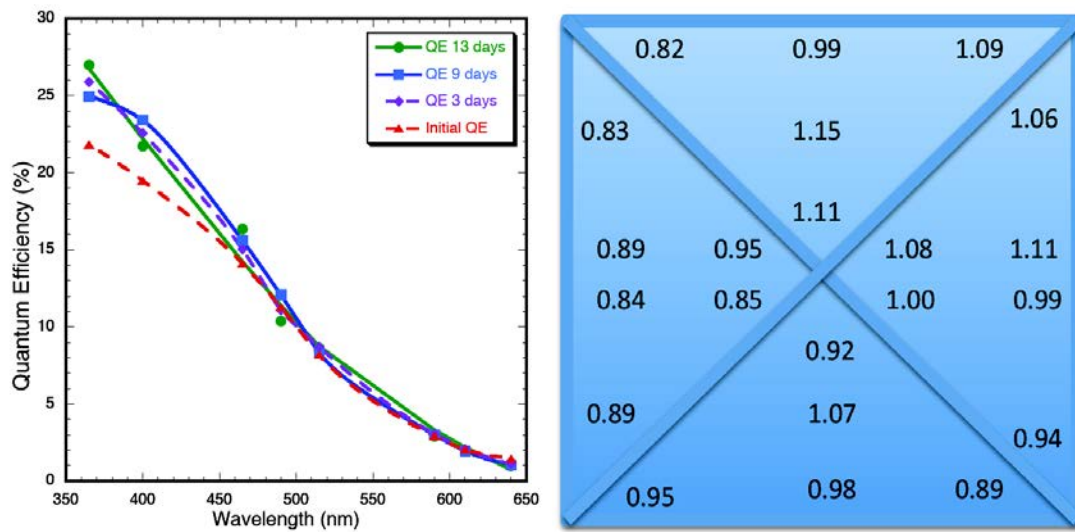 30
25
20
15
10
5
0
Quantum Efficiency (%)
QE 13 days
QE 9 days
QE 3 days
Initial QE
350 400 450 500 550 600 650
Wavelength (nm)
0.82 0.99 1.09
0.83 1.15 1.06
1.11
0.89 0.95 1.08 1.11
0.84 0.85 1.00 0.99
0.92
0.89 1.07
0.94
0.95 0.98 0.89